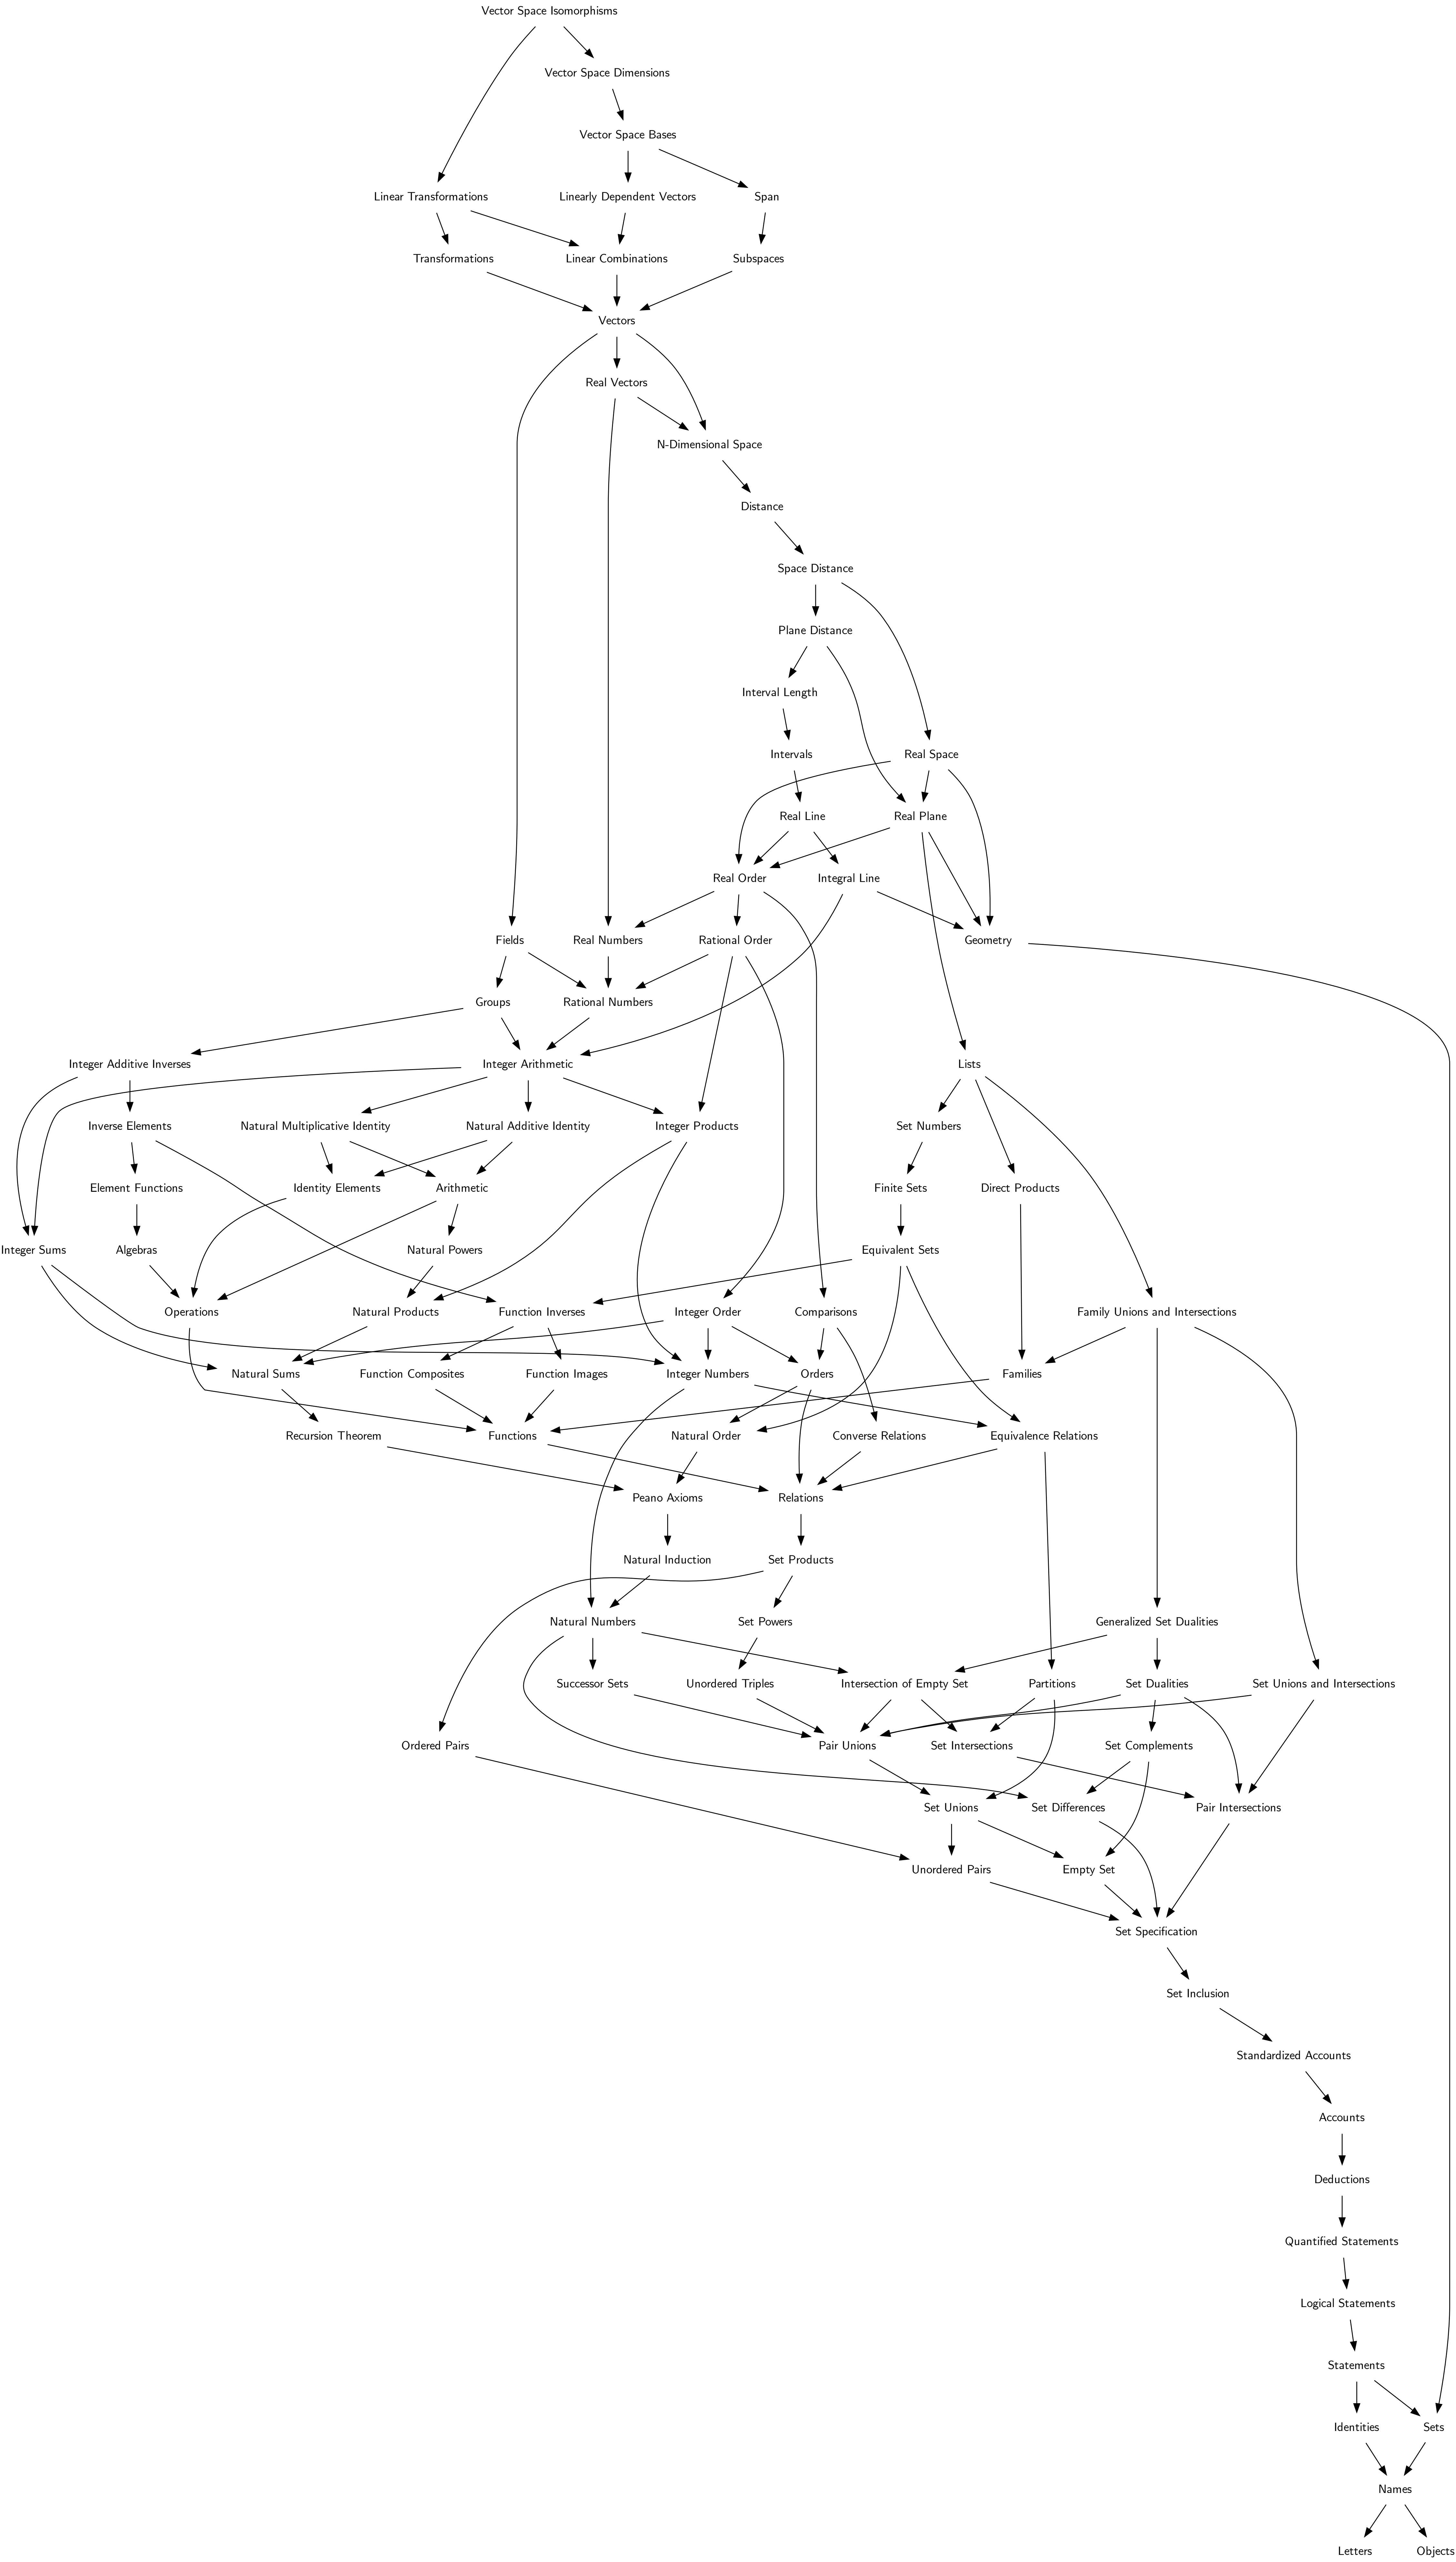 Vector Space Isomorphisms
Vector Space Dimensions
Vector Space Bases
Linear Transformations
Linearly Dependent Vectors
Span
Transformations
Linear Combinations
Subspaces
Vectors
Real Vectors
N-Dimensional Space
Distance
Space Distance
Plane Distance
Interval Length
Intervals
Real Space
Real Line
Real Plane
Real Order
Integral Line
Fields
Real Numbers
Rational Order
Geometry
Groups
Rational Numbers
Integer Additive Inverses
Integer Arithmetic
Lists
Inverse Elements
Natural Multiplicative Identity
Natural Additive Identity
Integer Products
Set Numbers
Element Functions
Identity Elements
Arithmetic
Finite Sets
Direct Products
Integer Sums
Algebras
Natural Powers
Equivalent Sets
Operations
Natural Products
Function Inverses
Integer Order
Comparisons
Family Unions and Intersections
Natural Sums
Function Composites
Function Images
Integer Numbers
Orders
Families
Recursion Theorem
Functions
Natural Order
Converse Relations
Equivalence Relations
Peano Axioms
Relations
Natural Induction
Set Products
Natural Numbers
Set Powers
Generalized Set Dualities
Successor Sets
Unordered Triples
Intersection of Empty Set
Partitions
Set Dualities
Set Unions and Intersections
Ordered Pairs
Pair Unions
Set Intersections
Set Complements
Set Unions
Set Differences
Pair Intersections
Unordered Pairs
Empty Set
Set Specification
Set Inclusion
Standardized Accounts
Accounts
Deductions
Quantified Statements
Logical Statements
Statements
Identities
Sets
Names
Letters
Objects